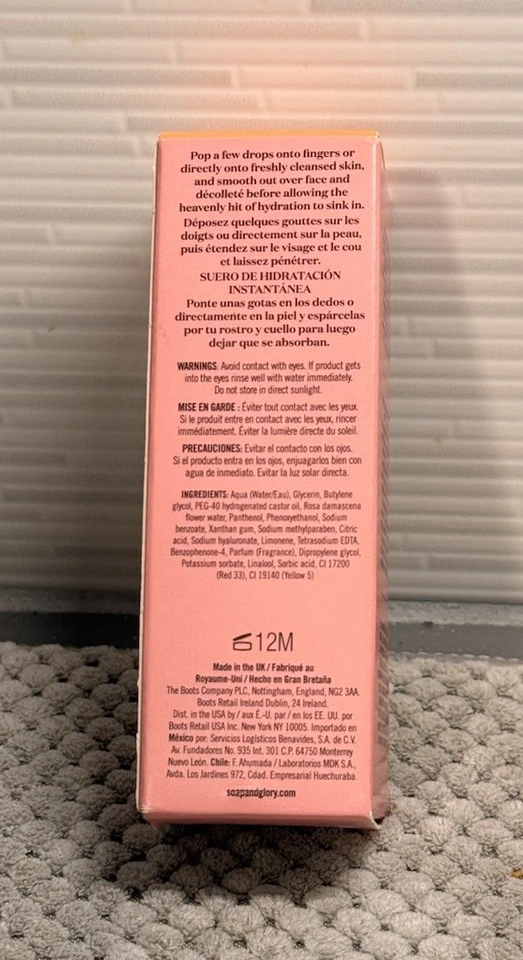 Pop a few drops onto fingers or
directly onto freshly cleansed skin,
and smooth out over face and
décolleté before allowing the
heavenly hit of hydration to sink in.
Déposez quelques gouttes sur les
doigts ou directement sur la peau,
puis étendez sur le visage et le cou
et laissez pénétrer.
SUERO DE HIDRATACIÓN
INSTANTÁNEA
Ponte unas gotas en los dedos o
directamente en la piel y espárcelas
por tu rostro y cuello para luego
dejar que se absorban.
WARNINGS: Avoid contact with eyes. If product gets
into the eyes rinse well with water immediately.
Do not store in direct sunlight.
MISE EN GARDE : Éviter tout contact avec les yeux.
Si le produit entre en contact avec les yeux, rincer
immédiatement. Éviter la lumière directe du soleil.
PRECAUCIONES: Evitar el contacto con los ojos.
Si el producto entra en los ojos, enjuagarlos bien con
agua de inmediato. Evitar la luz solar directa.
INGREDIENTS: Aqua (Water/Eau), Glycerin, Butylene
glycol, PEG-40 hydrogenated castor oil, Rosa damascena
flower water, Panthenol, Phenoxyethanol, Sodium
benzoate, Xanthan gum, Sodium methylparaben, Citric
acid, Sodium hyaluronate, Limonene, Tetrasodium EDTA,
Benzophenone-4, Parfum (Fragrance), Dipropylene glycol,
Potassium sorbate, Linalool, Sorbic acid, CI 17200
(Red 33), CI 19140 (Yellow 5)
12M
Made in the UK / Fabriqué au
Royaume-Uni / Hecho en Gran Bretaña
The Boots Company PLC, Nottingham, England, NG2 3AA.
Boots Retail Ireland Dublin, 24 Ireland.
Dist. in the USA by / aux É.-U. par / en los EE. UU. por
Boots Retail USA Inc. New York NY 10005. Importado en
México por: Servicios Logísticos Benavides, S.A. de C.V.
Av. Fundadores No. 935 Int. 301 C.P. 64750 Monterrey
Nuevo León. Chile: F. Ahumada / Laboratorios MDK S.A.,
Avda. Los Jardines 972, Cdad. Empresarial Huechuraba.
soapandglory.com